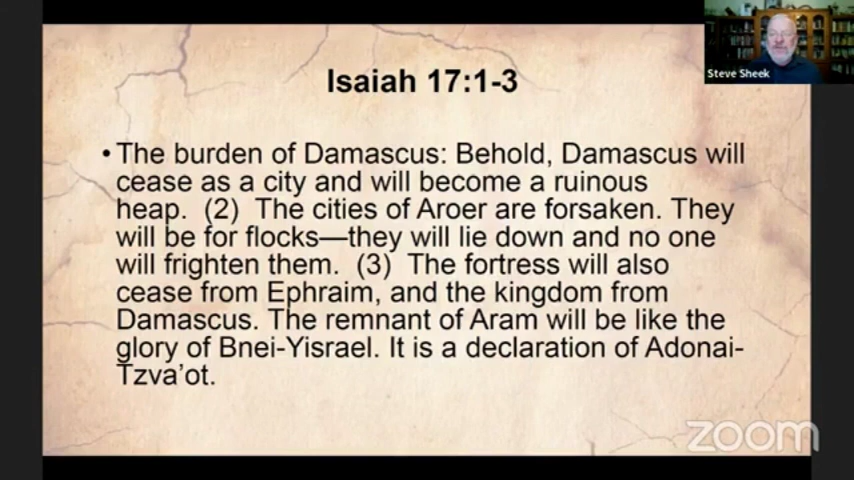 Steve Sheek
Isaiah 17:1-3
• The burden of Damascus: Behold, Damascus will
cease as a city and will become a ruinous
heap. (2) The cities of Aroer are forsaken. They
will be for flocks—they will lie down and no one
will frighten them. (3) The fortress will also
cease from Ephraim, and the kingdom from
Damascus. The remnant of Aram will be like the
glory of Bnei-Yisrael. It is a declaration of Adonai-
Tzva’ot.
zoom